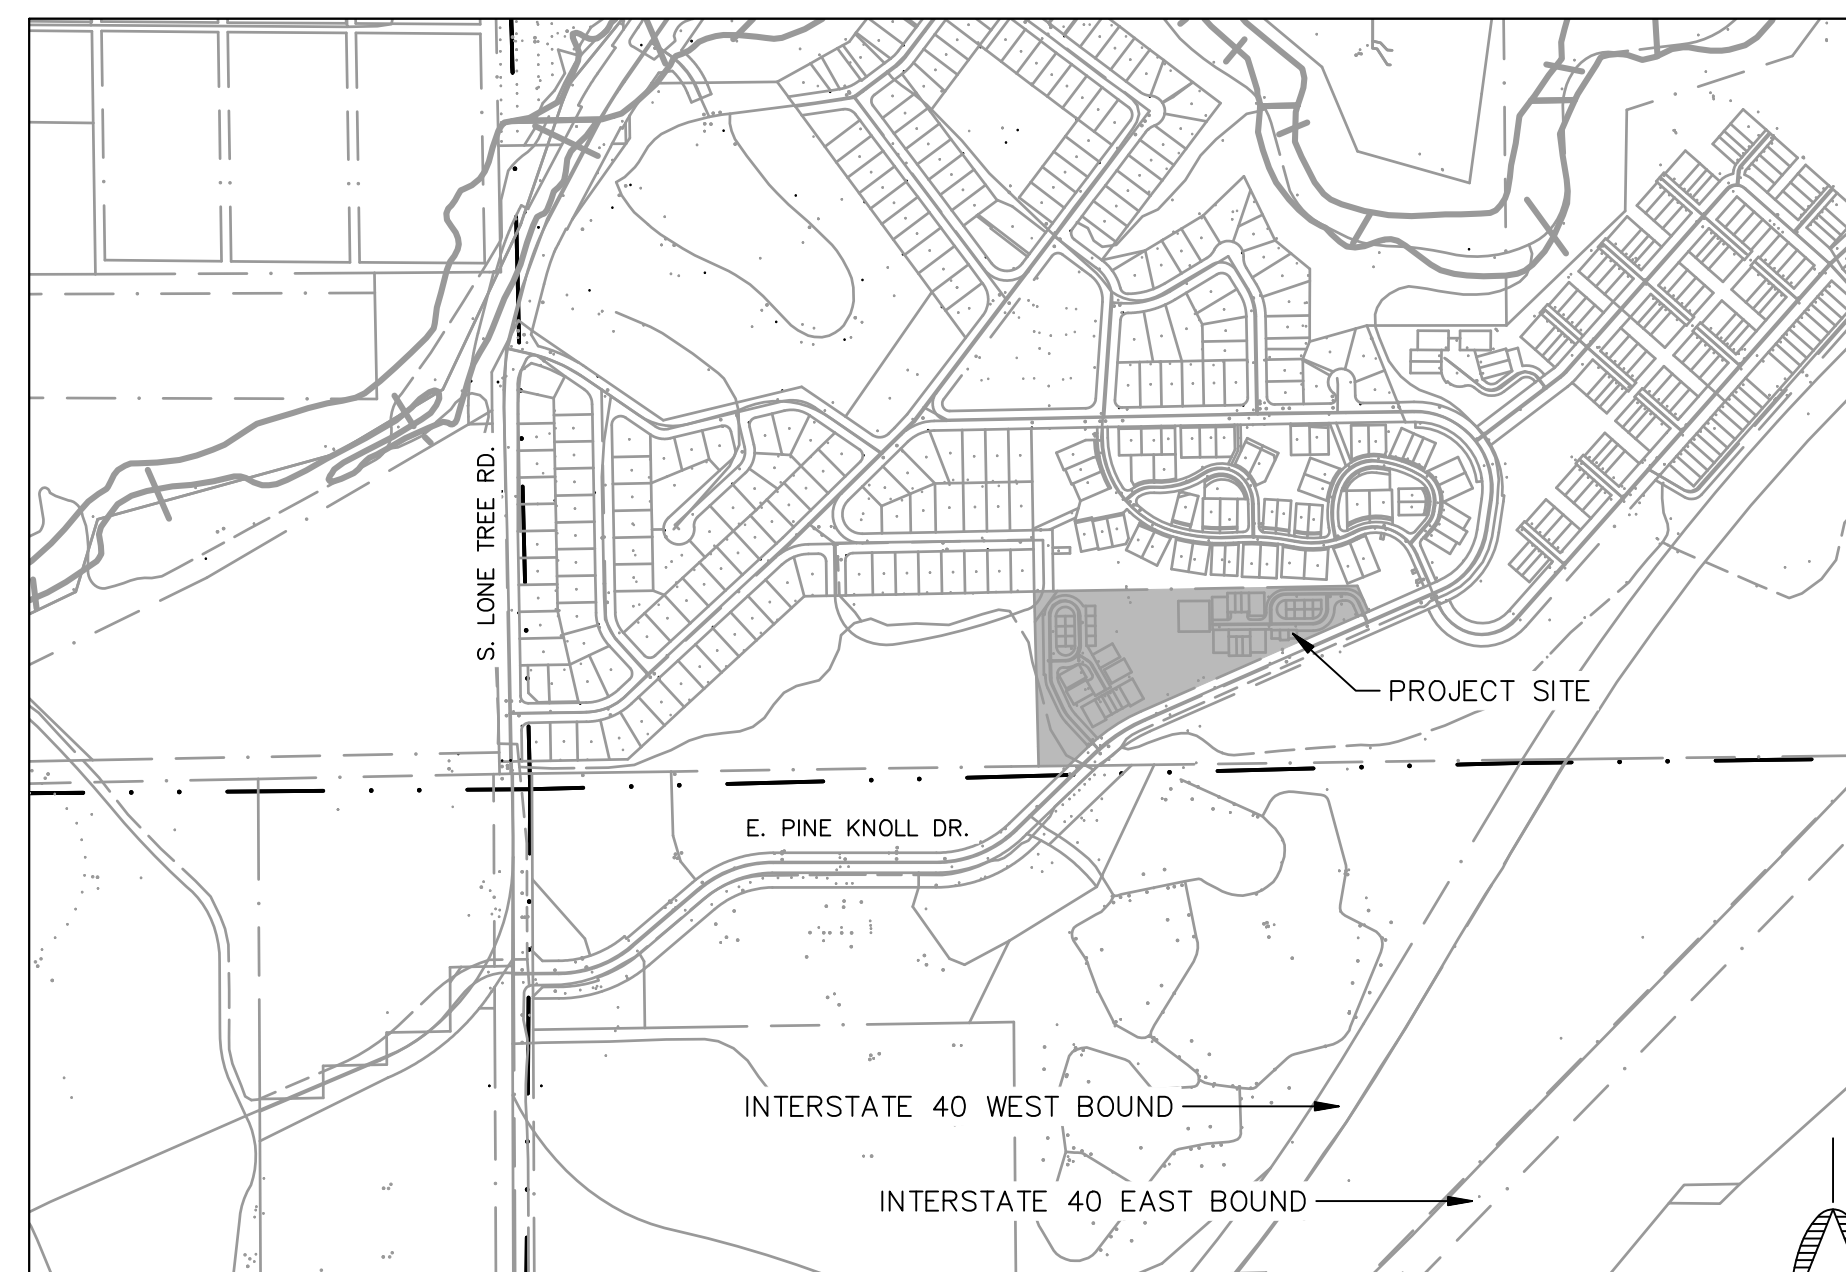 S. LONE TREE RD.
PROJECT SITE
E. PINE KNOLL DR.
INTERSTATE 40 WEST BOUND
INTERSTATE 40 EAST BOUND